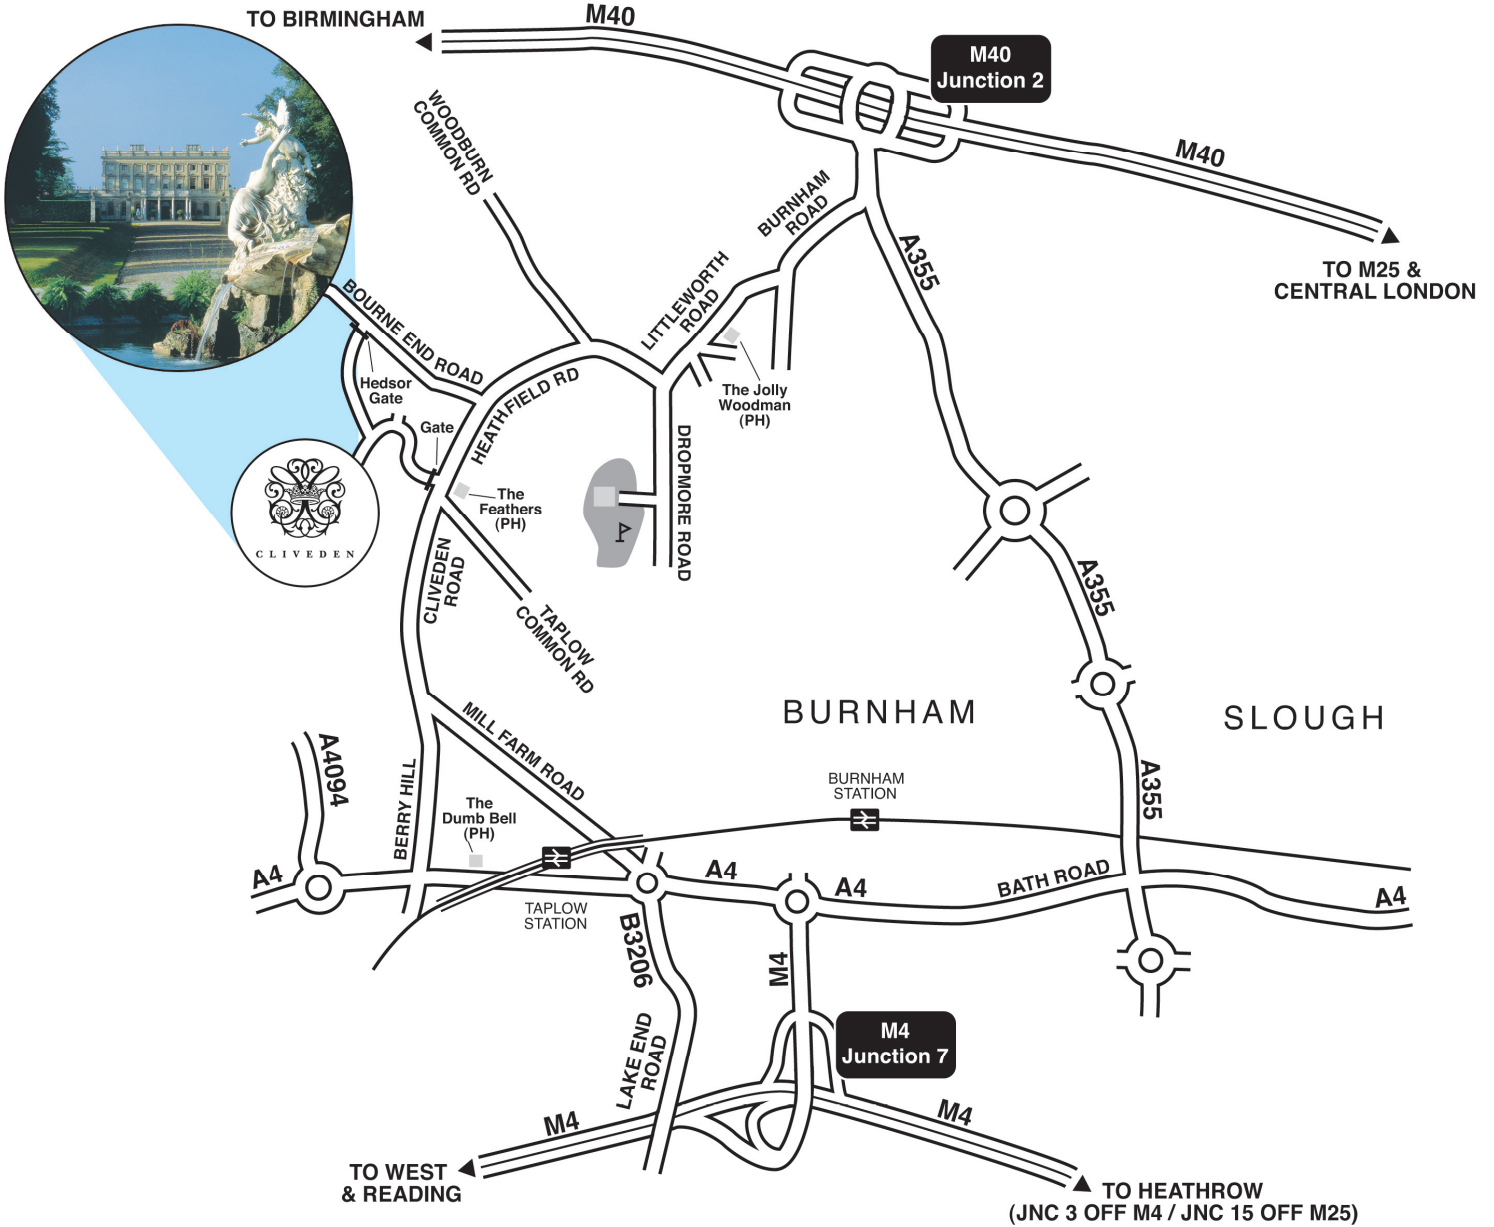 TO BIRMINGHAM
M40
M40
Junction 2
M40
TO M25 &
CENTRAL LONDON
WOODBURN
COMMON RD
BURNHAM
ROAD
A355
LITTLEWORTH
ROAD
BOURNE END ROAD
Hedsor
Gate
HEATHFIELD RD
The Jolly
Woodman
(PH)
Gate
The
Feathers
(PH)
DROPMORE ROAD
CLIVEDEN
CLIVEDEN
ROAD
TAPLOW
COMMON RD
A355
BURNHAM
SLOUGH
MILL FARM ROAD
A4094
BERRY HILL
The
Dumb Bell
(PH)
BURNHAM
STATION
A355
A4
A4
A4
BATH ROAD
A4
TAPLOW
STATION
B3206
M4
M4
Junction 7
LAKE END
ROAD
M4
M4
TO WEST
& READING
TO HEATHROW
(JNC 3 OFF M4 / JNC 15 OFF M25)